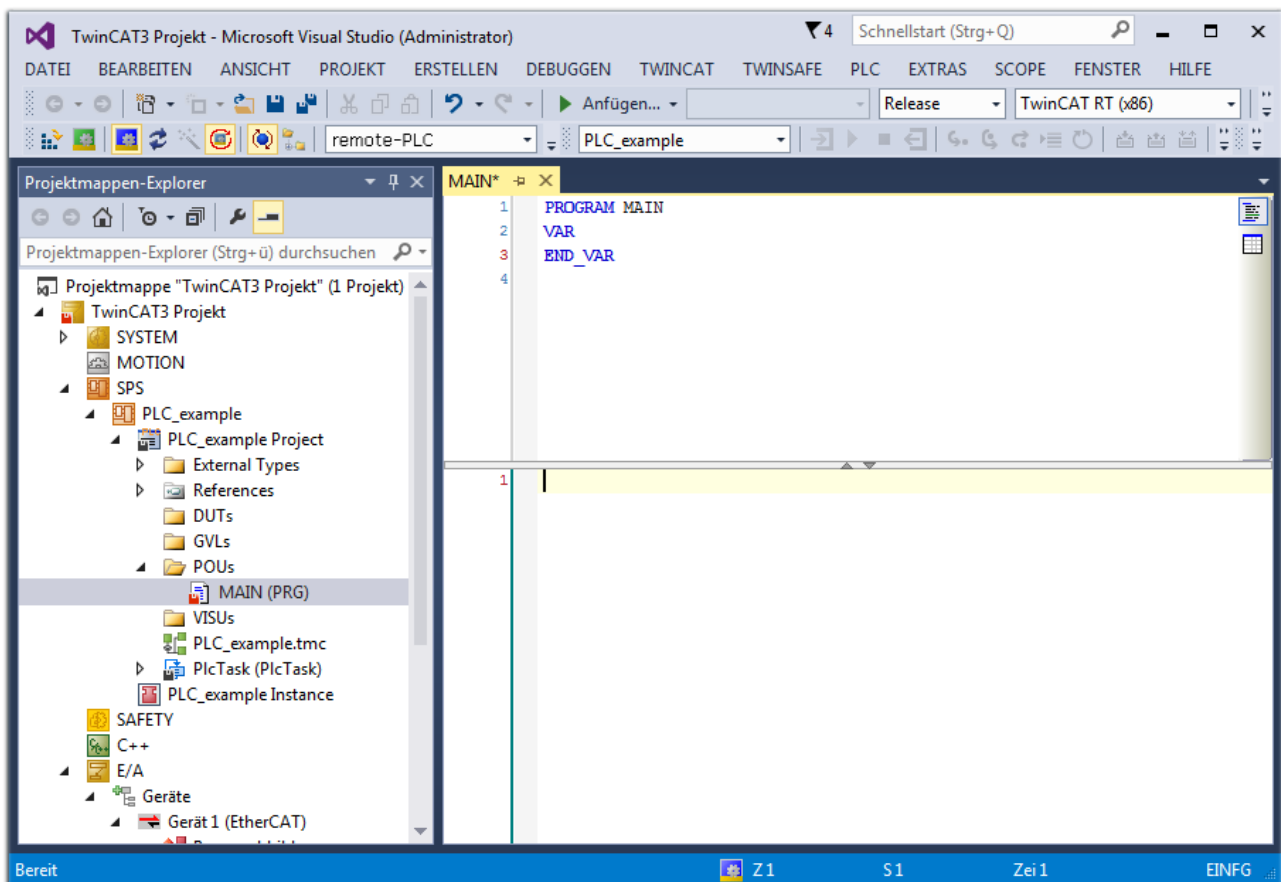 TwinCAT3 Projekt - Microsoft Visual Studio (Administrator) 4 Schnellstart (Strg+Q)
DATEI BEARBEITEN ANSICHT PROJEKT ERSTELLEN DEBUGGEN TWINCAT TWINSAFE PLC EXTRAS SCOPE FENSTER HILFE
Anfügen... Release TwinCAT RT (x86)
remote-PLC PLC_example
Projektmappen-Explorer
Projektmappen-Explorer (Strg+ü) durchsuchen
Projektmappe "TwinCAT3 Projekt" (1 Projekt)
TwinCAT3 Projekt
SYSTEM
MOTION
SPS
PLC_example
PLC_example Project
External Types
References
DUTs
GVLs
POUs
MAIN (PRG)
VISUs
PLC_example.tmc
PlcTask (PlcTask)
PLC_example Instance
SAFETY
C++
E/A
Geräte
Gerät 1 (EtherCAT)
MAIN*
1 PROGRAM MAIN
2 VAR
3 END_VAR
4
1
Bereit Z 1 S 1 Zei 1 EINFG